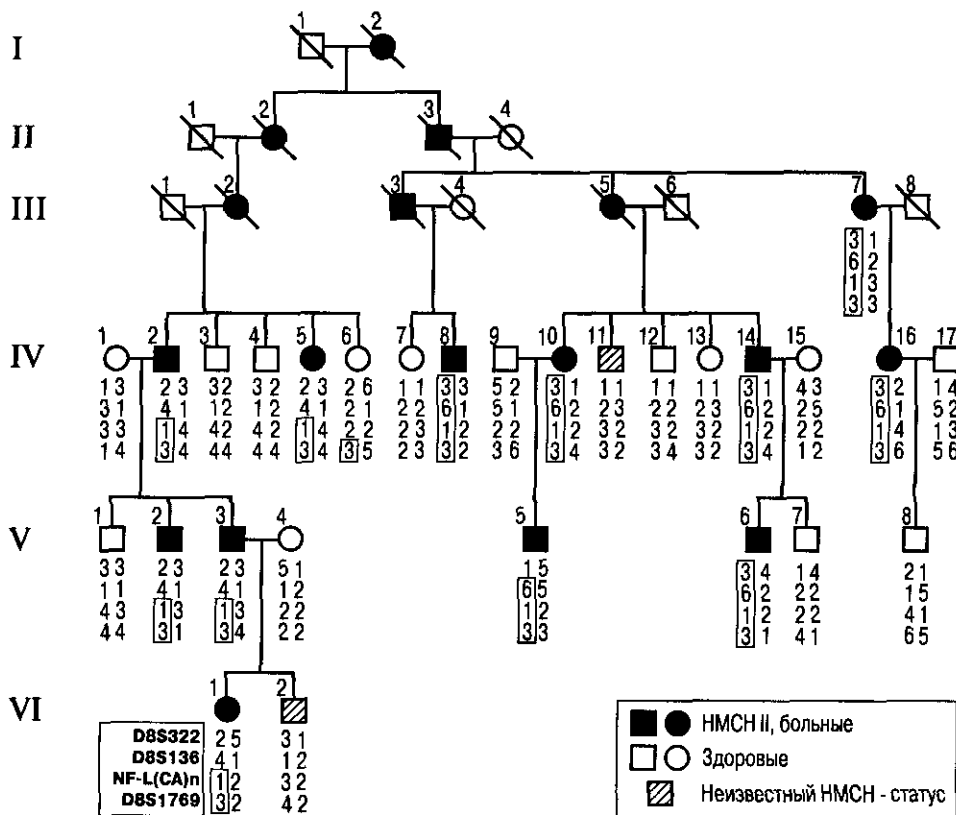 1 2
I
1 2 3 4
II
1 2 3 4 5 6 7 8
III
3 1
6 2
1 3
3 3
1 2 3 4 5 6 7 8 9 10 11 12 13 14 15 16 17
IV
1 3 2 3 3 2 3 2 2 3 2 6 1 1 3 3 5 2 3 1 1 1 1 1 1 1 3 1 4 3 3 2 1 4
3 1 4 1 1 2 1 2 4 1 2 1 2 2 6 1 5 1 6 2 2 3 2 2 2 3 6 2 2 5 6 1 5 2
3 3 1 4 4 2 4 2 1 4 2 2 2 3 1 2 2 2 1 2 3 2 3 2 3 2 1 2 2 2 1 4 1 3
1 4 3 4 4 4 4 4 3 4 3 5 2 3 3 2 3 6 3 4 3 2 3 4 3 2 3 4 1 2 3 6 5 6
1 2 3 4 5 6 7 8
V
3 3 2 3 2 3 5 1 1 5 3 4 1 4 2 1
1 1 4 1 4 1 1 2 6 5 6 2 2 2 1 5
4 3 1 3 1 3 2 2 1 2 1 2 2 2 4 1
4 4 3 1 3 4 2 2 3 3 3 1 4 1 6 5
1 2
VI
D8S322 2 5 3 1
D8S136 4 1 1 2
NF-L(CA)n 1 2 3 2
D8S1769 3 2 4 2
НМСН II, больные
Здоровые
Неизвестный НМСН - статус